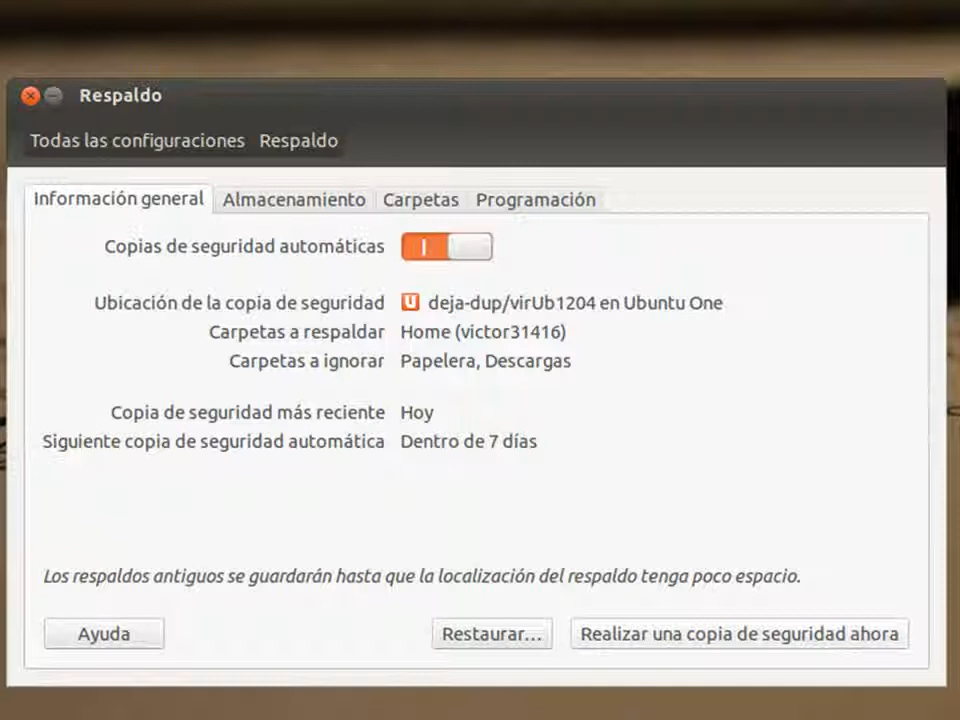 Respaldo
Todas las configuraciones Respaldo
Información general Almacenamiento Carpetas Programación
Copias de seguridad automáticas
Ubicación de la copia de seguridad U deja-dup/virUb1204 en Ubuntu One
Carpetas a respaldar Home (victor31416)
Carpetas a ignorar Papelera, Descargas
Copia de seguridad más reciente Hoy
Siguiente copia de seguridad automática Dentro de 7 días
Los respaldos antiguos se guardarán hasta que la localización del respaldo tenga poco espacio.
Ayuda Restaurar... Realizar una copia de seguridad ahora